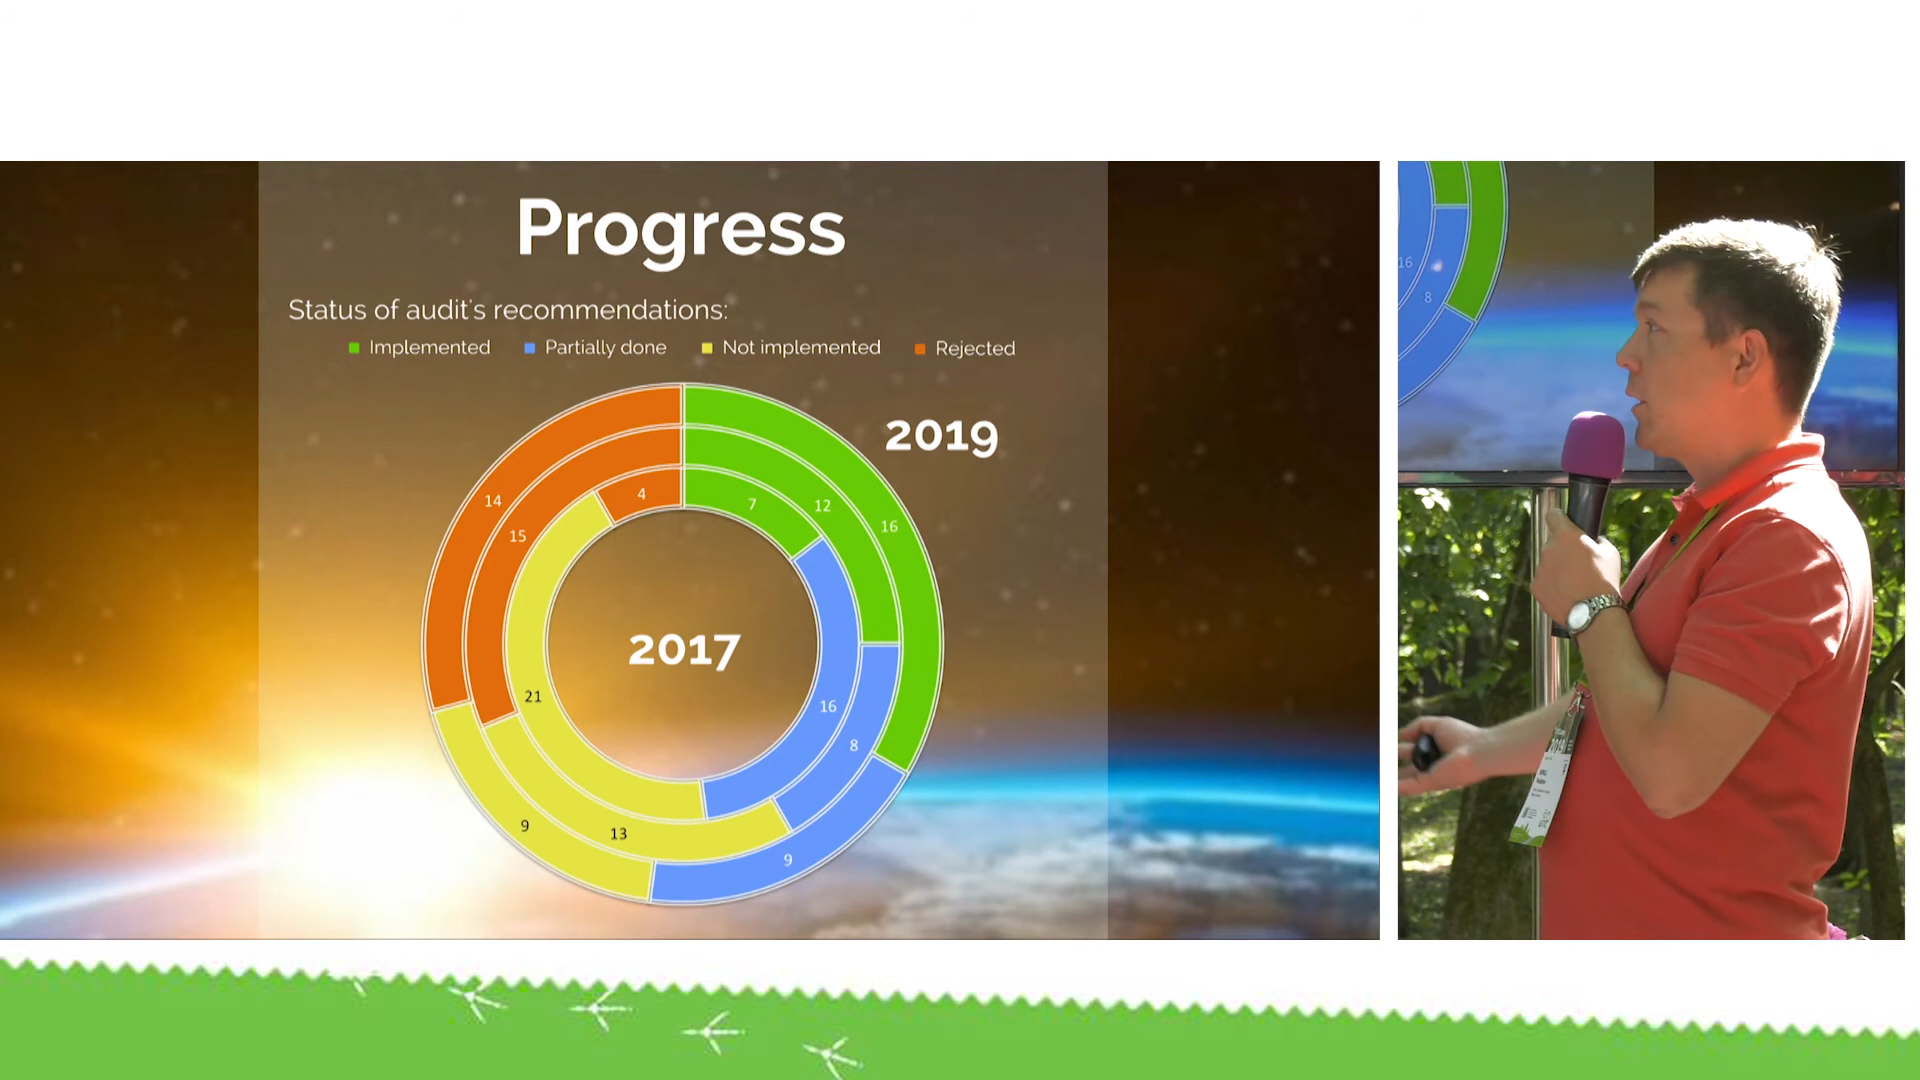 Progress
Status of audit's recommendations:
Implemented Partially done Not implemented Rejected
2019
14 4 7 12 16
15
2017
21 16
8
9 13
9
16
8